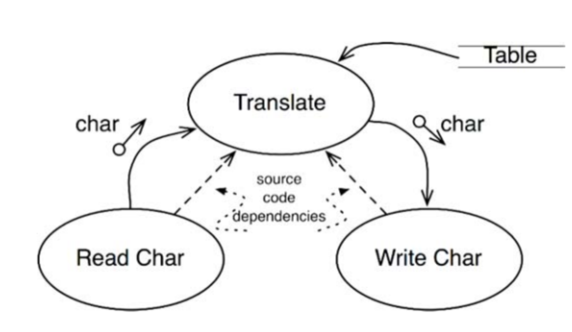 Table
Translate
char
char
source
code
dependencies
Read Char
Write Char